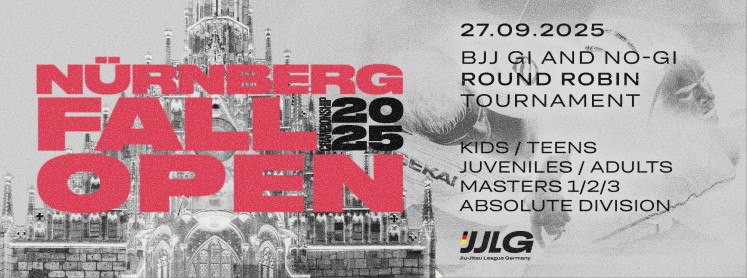 NÜRNBERG
FALL
CHAMPIONSHIP
2025
OPEN
27.09.2025
BJJ GI AND NO-GI
ROUND ROBIN
TOURNAMENT
KIDS / TEENS
JUVENILES / ADULTS
MASTERS 1/2/3
ABSOLUTE DIVISION
JJLG
Jiu-Jitsu League Germany